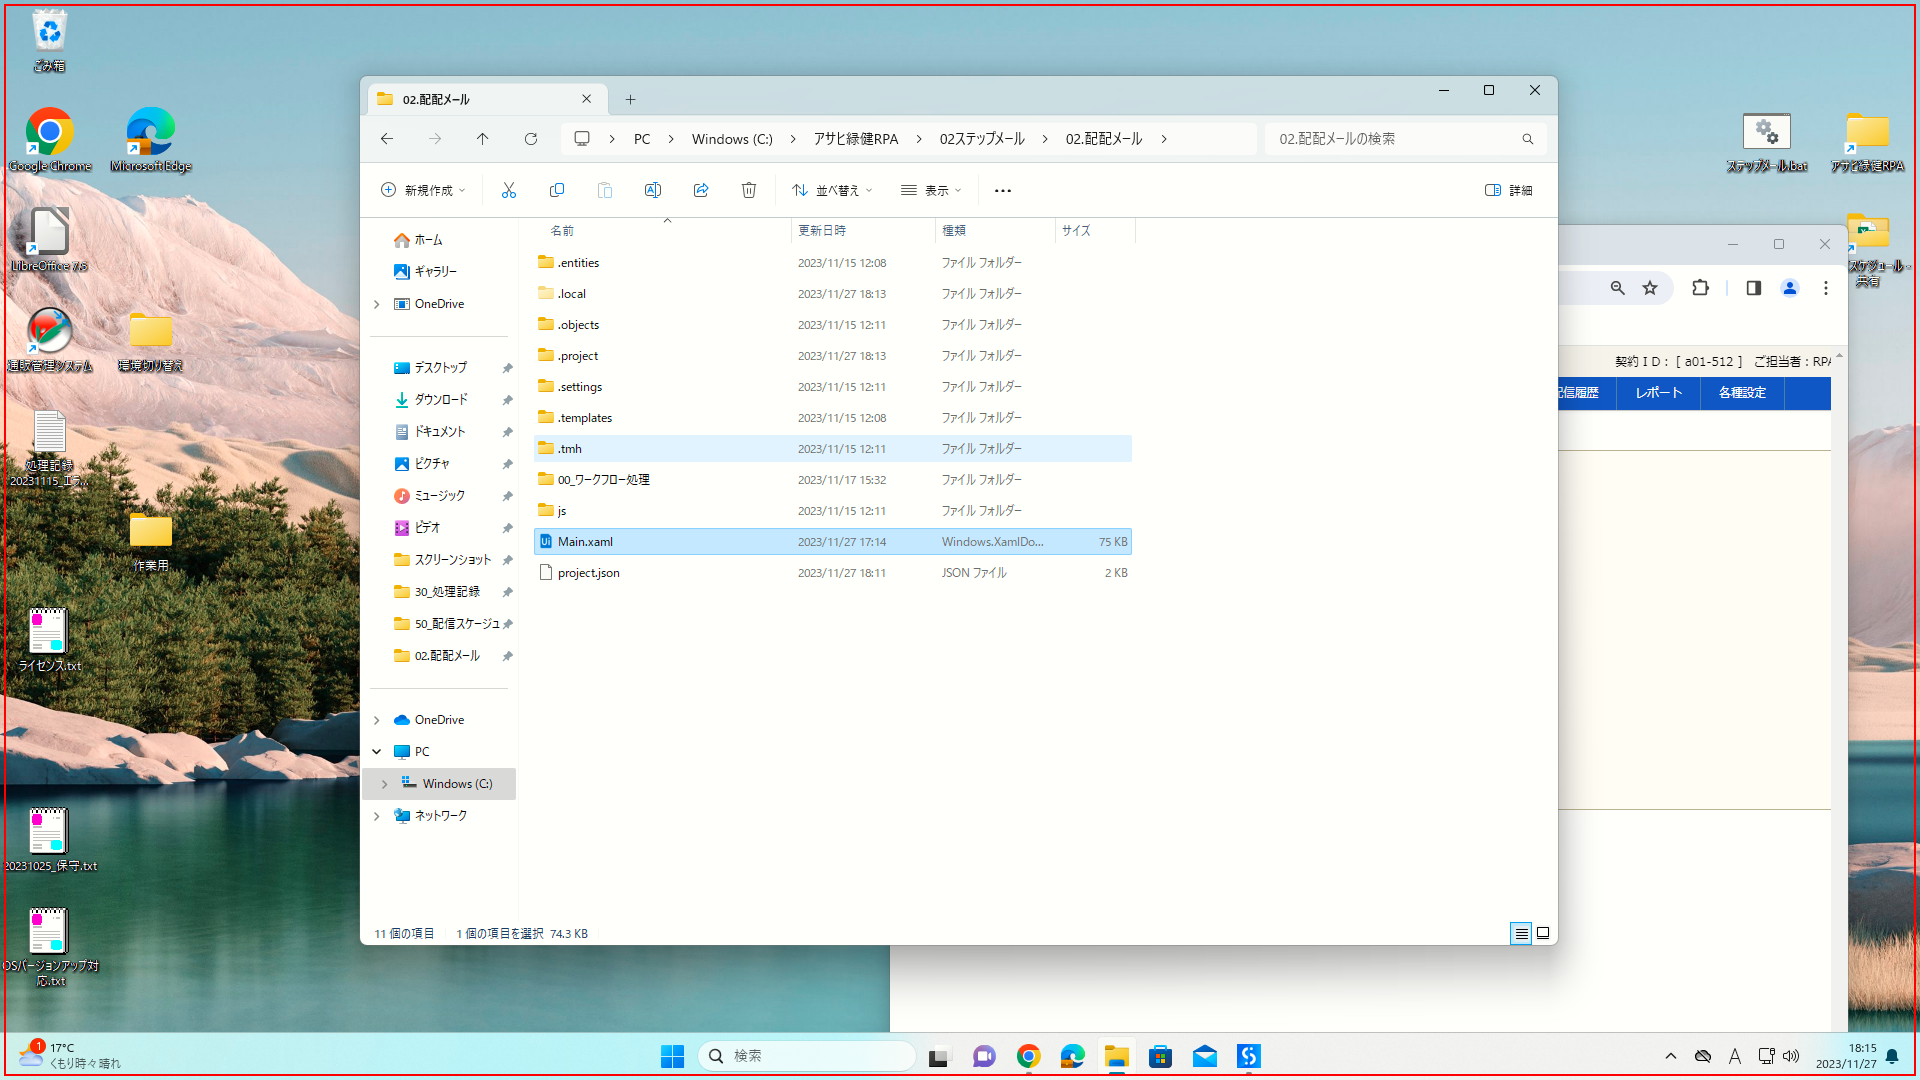 ごみ箱
Google Chrome
Microsoft Edge
LibreOffice 7.5
通販管理システム
環境切り替え
処理記録
20231115_エラ...
作業用
ライセンス.txt
20231025_保守.txt
OSバージョンアップ対
応.txt
ステップメール.bat
アサヒ緑健RPA
スケジュール -
共有
02.配配メール
PC
Windows (C:)
アサヒ緑健RPA
02ステップメール
02.配配メール
02.配配メールの検索
新規作成
並べ替え
表示
詳細
ホーム
ギャラリー
OneDrive
デスクトップ
ダウンロード
ドキュメント
ピクチャ
ミュージック
ビデオ
スクリーンショット
30_処理記録
50_配信スケージュ
02.配配メール
OneDrive
PC
Windows (C:)
ネットワーク
名前 更新日時 種類 サイズ
.entities 2023/11/15 12:08 ファイル フォルダー
.local 2023/11/27 18:13 ファイル フォルダー
.objects 2023/11/15 12:11 ファイル フォルダー
.project 2023/11/27 18:13 ファイル フォルダー
.settings 2023/11/15 12:11 ファイル フォルダー
.templates 2023/11/15 12:08 ファイル フォルダー
.tmh 2023/11/15 12:11 ファイル フォルダー
00_ワークフロー処理 2023/11/17 15:32 ファイル フォルダー
js 2023/11/15 12:11 ファイル フォルダー
Main.xaml 2023/11/27 17:14 Windows.XamlDo... 75 KB
project.json 2023/11/27 18:11 JSON ファイル 2 KB
11 個の項目 1 個の項目を選択 74.3 KB
契約ＩＤ： [ a01-512 ] ご担当者：RPA
配信履歴 レポート 各種設定
1
17°C
くもり時々晴れ
検索
A
18:15
2023/11/27